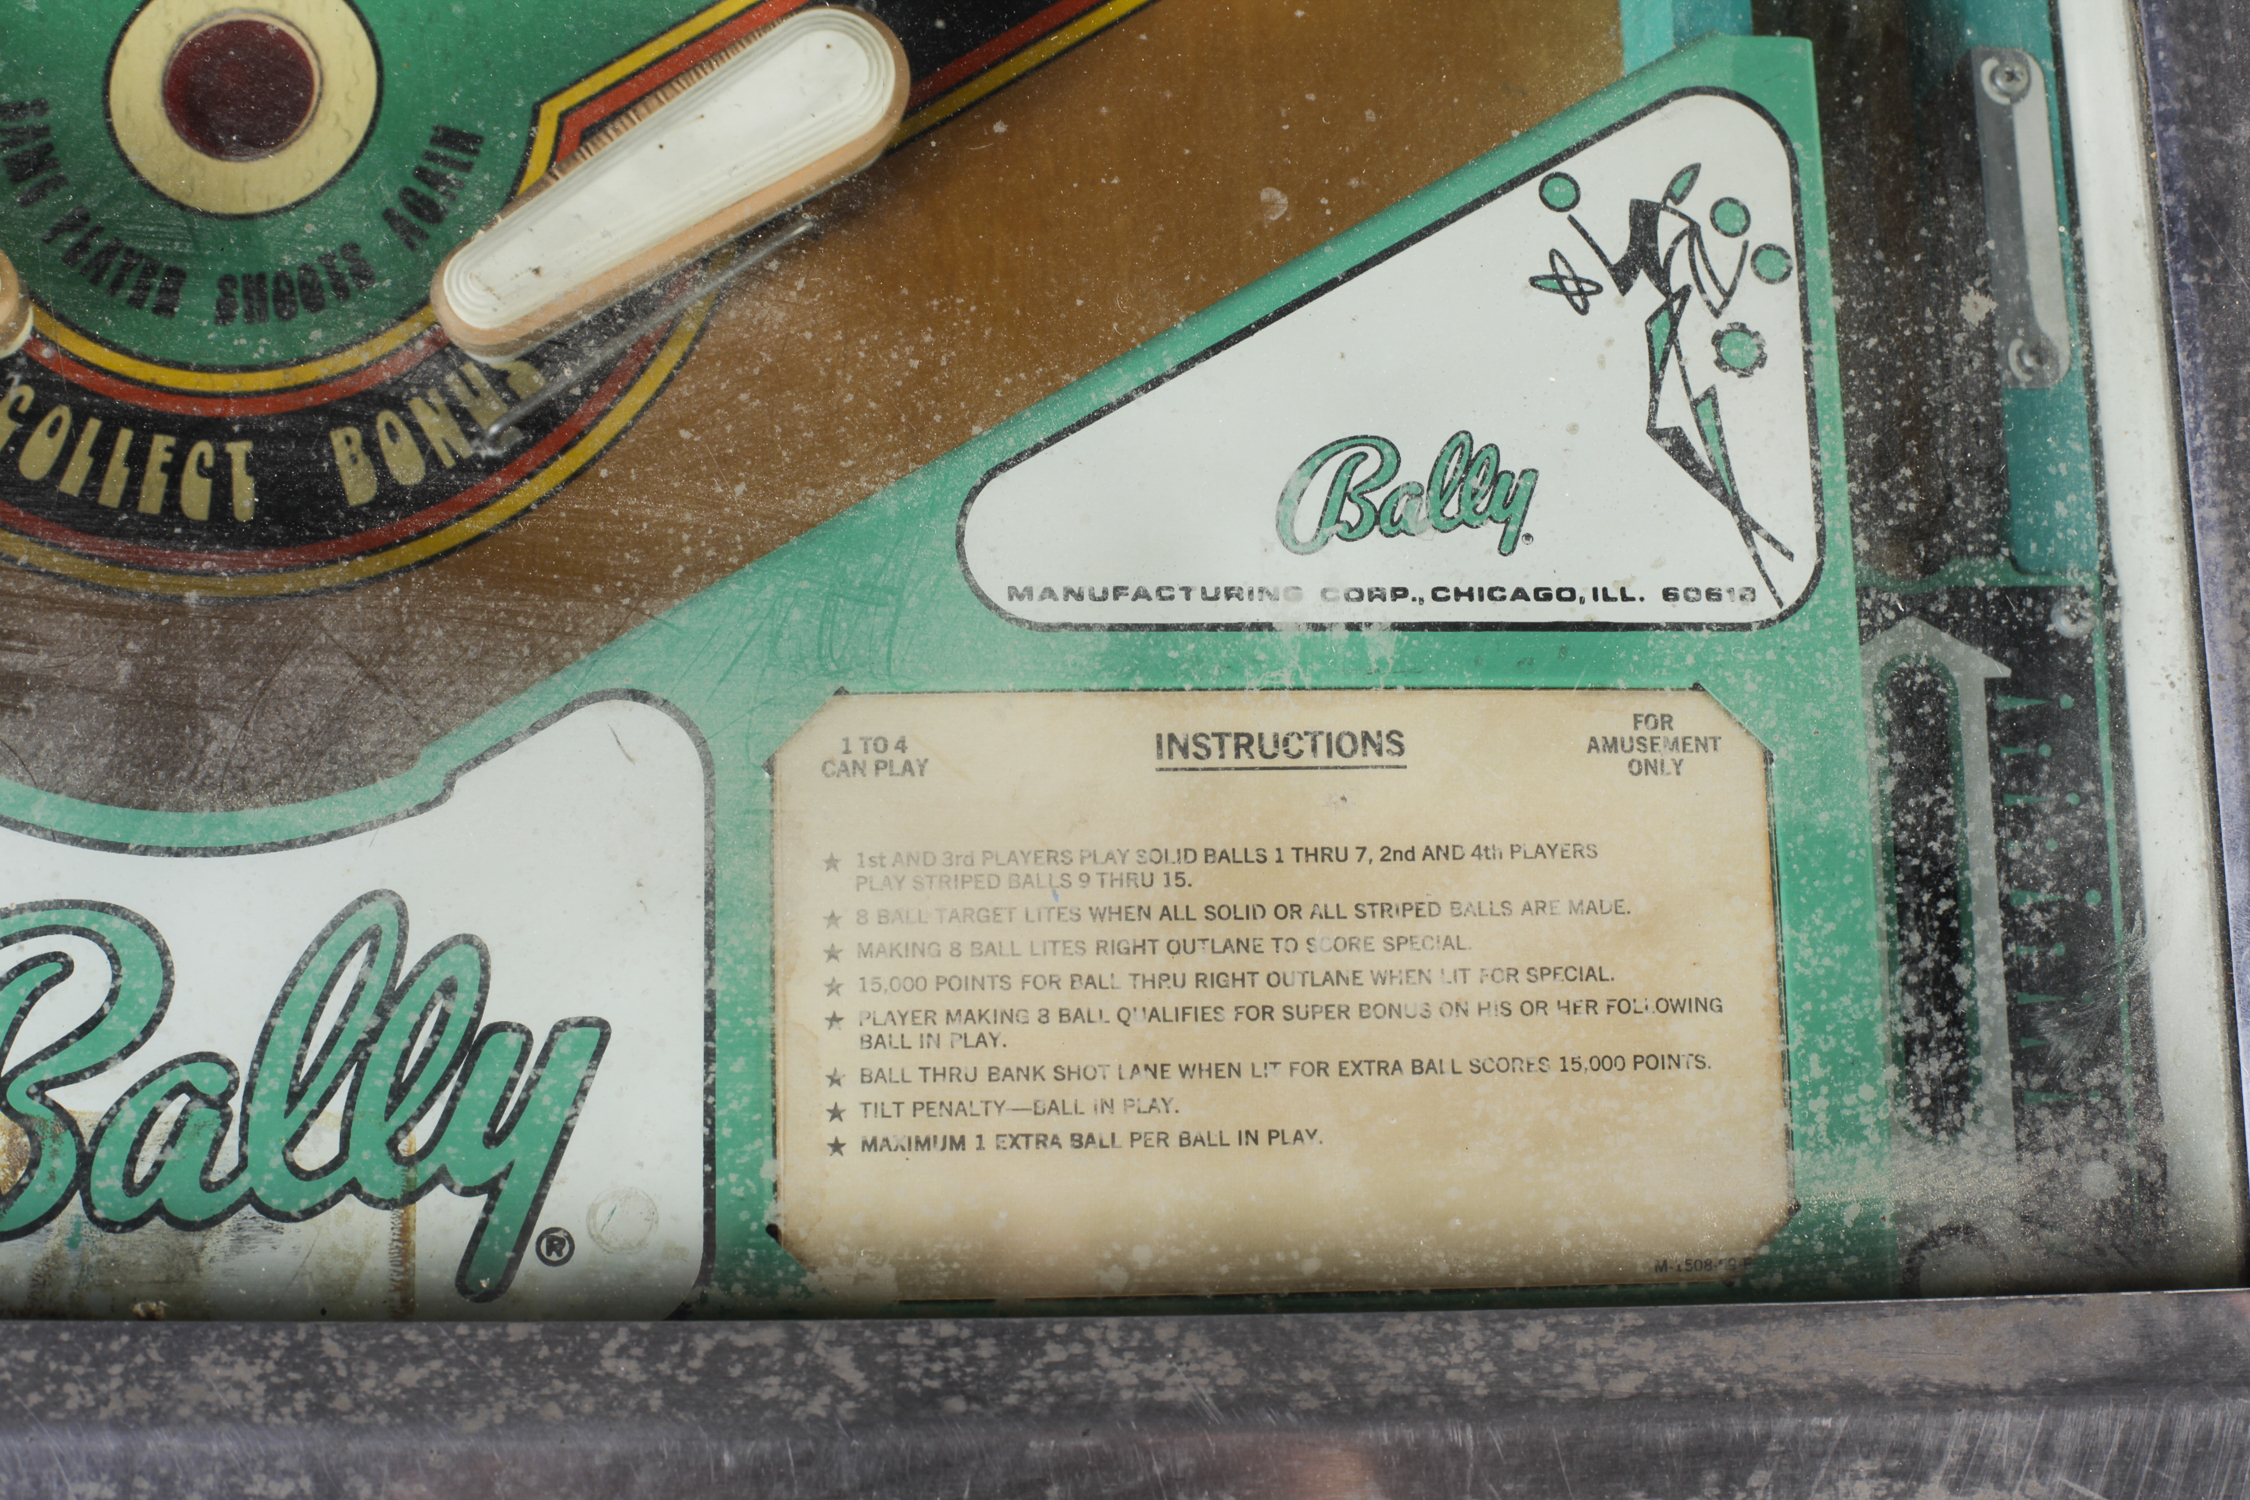 SAME PLAYER SHOOTS AGAIN
COLLECT BONUS
Bally
MANUFACTURING CORP., CHICAGO, ILL. 60618
1 TO 4
CAN PLAY
INSTRUCTIONS
FOR
AMUSEMENT
ONLY
★ 1st AND 3rd PLAYERS PLAY SOLID BALLS 1 THRU 7, 2nd AND 4th PLAYERS
PLAY STRIPED BALLS 9 THRU 15.
★ 8 BALL TARGET LITES WHEN ALL SOLID OR ALL STRIPED BALLS ARE MADE.
★ MAKING 8 BALL LITES RIGHT OUTLANE TO SCORE SPECIAL.
★ 15,000 POINTS FOR BALL THRU RIGHT OUTLANE WHEN LIT FOR SPECIAL.
★ PLAYER MAKING 8 BALL QUALIFIES FOR SUPER BONUS ON HIS OR HER FOLLOWING
BALL IN PLAY.
★ BALL THRU BANK SHOT LANE WHEN LIT FOR EXTRA BALL SCORES 15,000 POINTS.
★ TILT PENALTY—BALL IN PLAY.
★ MAXIMUM 1 EXTRA BALL PER BALL IN PLAY.
Bally®